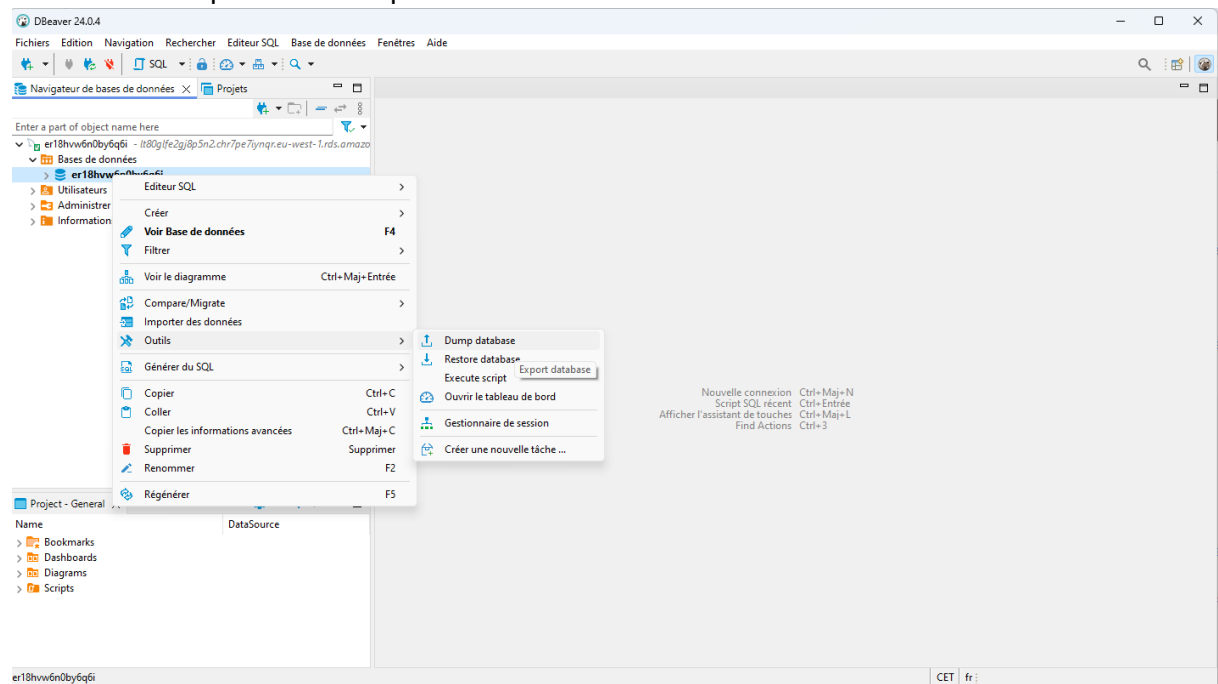 DBeaver 24.0.4
Fichiers Edition Navigation Rechercher Editeur SQL Base de données Fenêtres Aide
SQL
Navigateur de bases de données Projets
Enter a part of object name here
er18hvw6n0by6q6i - lt80glfe2gj8p5n2.chr7pe7iynqr.eu-west-1.rds.amazo
Bases de données
er18hvw6n0by6q6i
Utilisateurs
Administrer
Information
Editeur SQL
Créer
Voir Base de données F4
Filtrer
Voir le diagramme Ctrl+Maj+Entrée
Compare/Migrate
Importer des données
Outils
Générer du SQL
Copier Ctrl+C
Coller Ctrl+V
Copier les informations avancées Ctrl+Maj+C
Supprimer Supprimer
Renommer F2
Régénérer F5
Dump database
Restore database
Export database
Execute script
Ouvrir le tableau de bord
Gestionnaire de session
Créer une nouvelle tâche ...
Nouvelle connexion Ctrl+Maj+N
Script SQL récent Ctrl+Entrée
Afficher l'assistant de touches Ctrl+Maj+L
Find Actions Ctrl+3
Project - General
Name DataSource
Bookmarks
Dashboards
Diagrams
Scripts
er18hvw6n0by6q6i CET fr